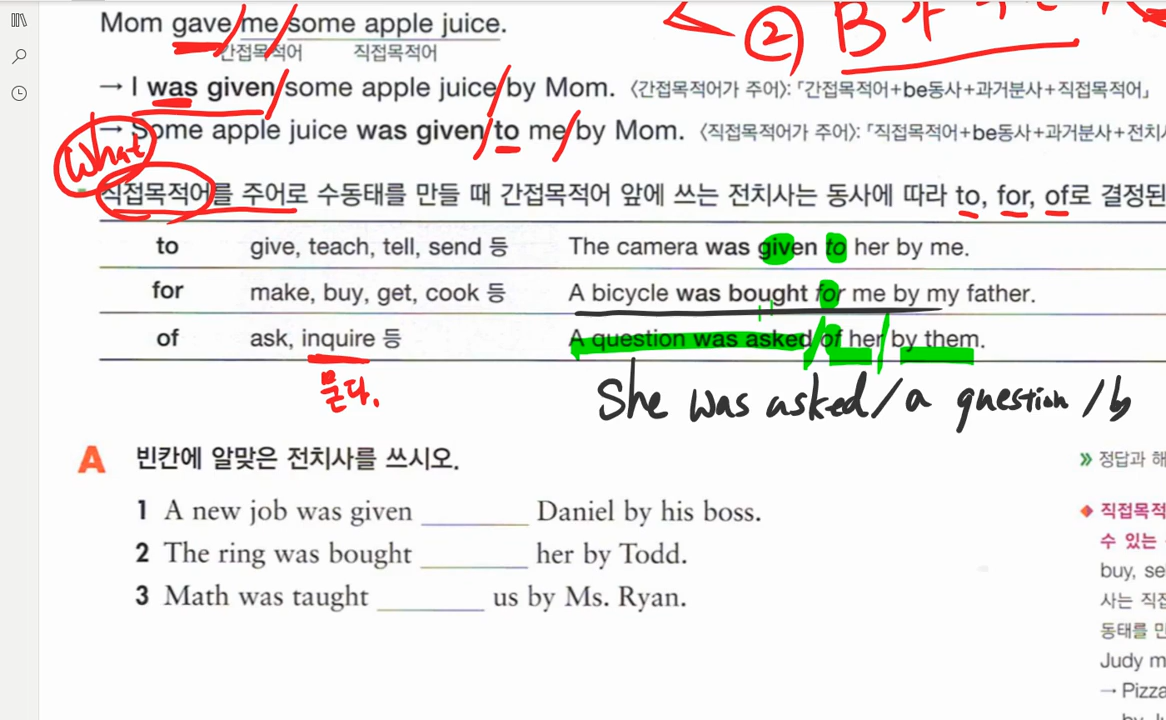 Mom gave me some apple juice.
② B가
간접목적어 직접목적어
→ I was given some apple juice by Mom. 〈간접목적어가 주어〉: 「간접목적어+be동사+과거분사+직접목적어」
→ Some apple juice was given to me by Mom. 〈직접목적어가 주어〉: 「직접목적어+be동사+과거분사+전치사
What
직접목적어를 주어로 수동태를 만들 때 간접목적어 앞에 쓰는 전치사는 동사에 따라 to, for, of로 결정된
to give, teach, tell, send 등 The camera was given to her by me.
for make, buy, get, cook 등 A bicycle was bought for me by my father.
of ask, inquire 등 A question was asked of her by them.
묻다.
She was asked / a question / b
A 빈칸에 알맞은 전치사를 쓰시오.
» 정답과 해
1 A new job was given ______ Daniel by his boss.
2 The ring was bought ______ her by Todd.
3 Math was taught ______ us by Ms. Ryan.
◆ 직접목적
수 있는
buy, se
사는 직접
동태를 만
Judy m
→ Pizza